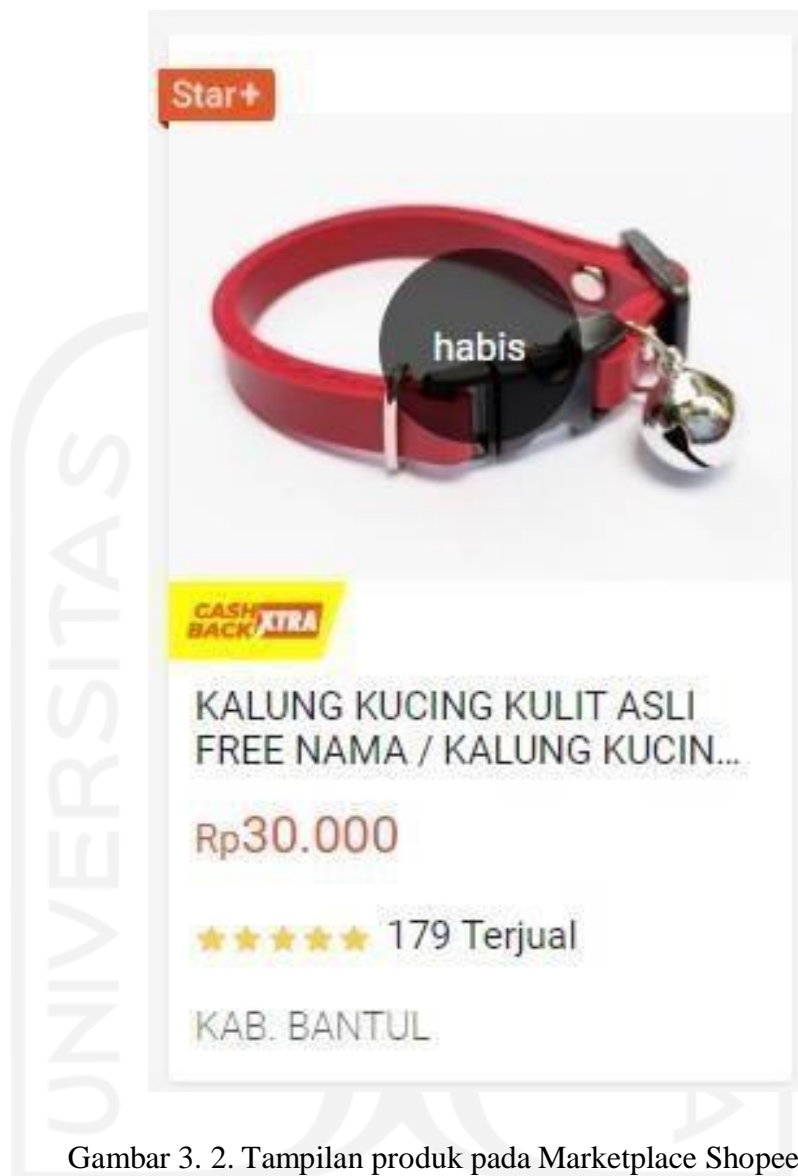 Star+
habis
CASH
BACK XTRA
KALUNG KUCING KULIT ASLI
FREE NAMA / KALUNG KUCIN...
Rp30.000
179 Terjual
KAB. BANTUL
UNIVERSITAS
Gambar 3. 2. Tampilan produk pada Marketplace Shopee